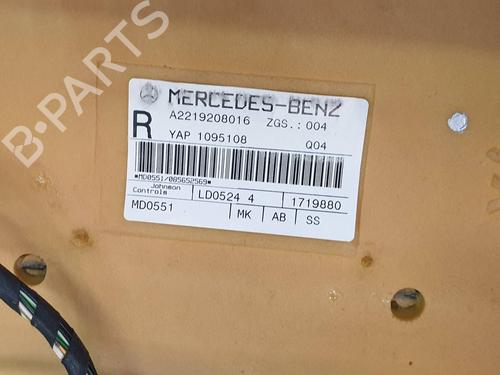 B-PARTS
MERCEDES-BENZ
A2219208016 ZGS.: 004
R YAP 1095108 Q04
*MD0551/085652569*
Johnson Controls LD0524 4 1719880
MD0551 MK AB SS